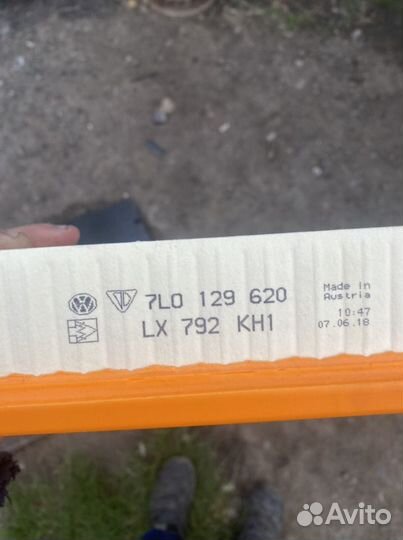 7L0 129 620
LX 792 KH1
Made in
Austria
10:47
07.06.18
Avito